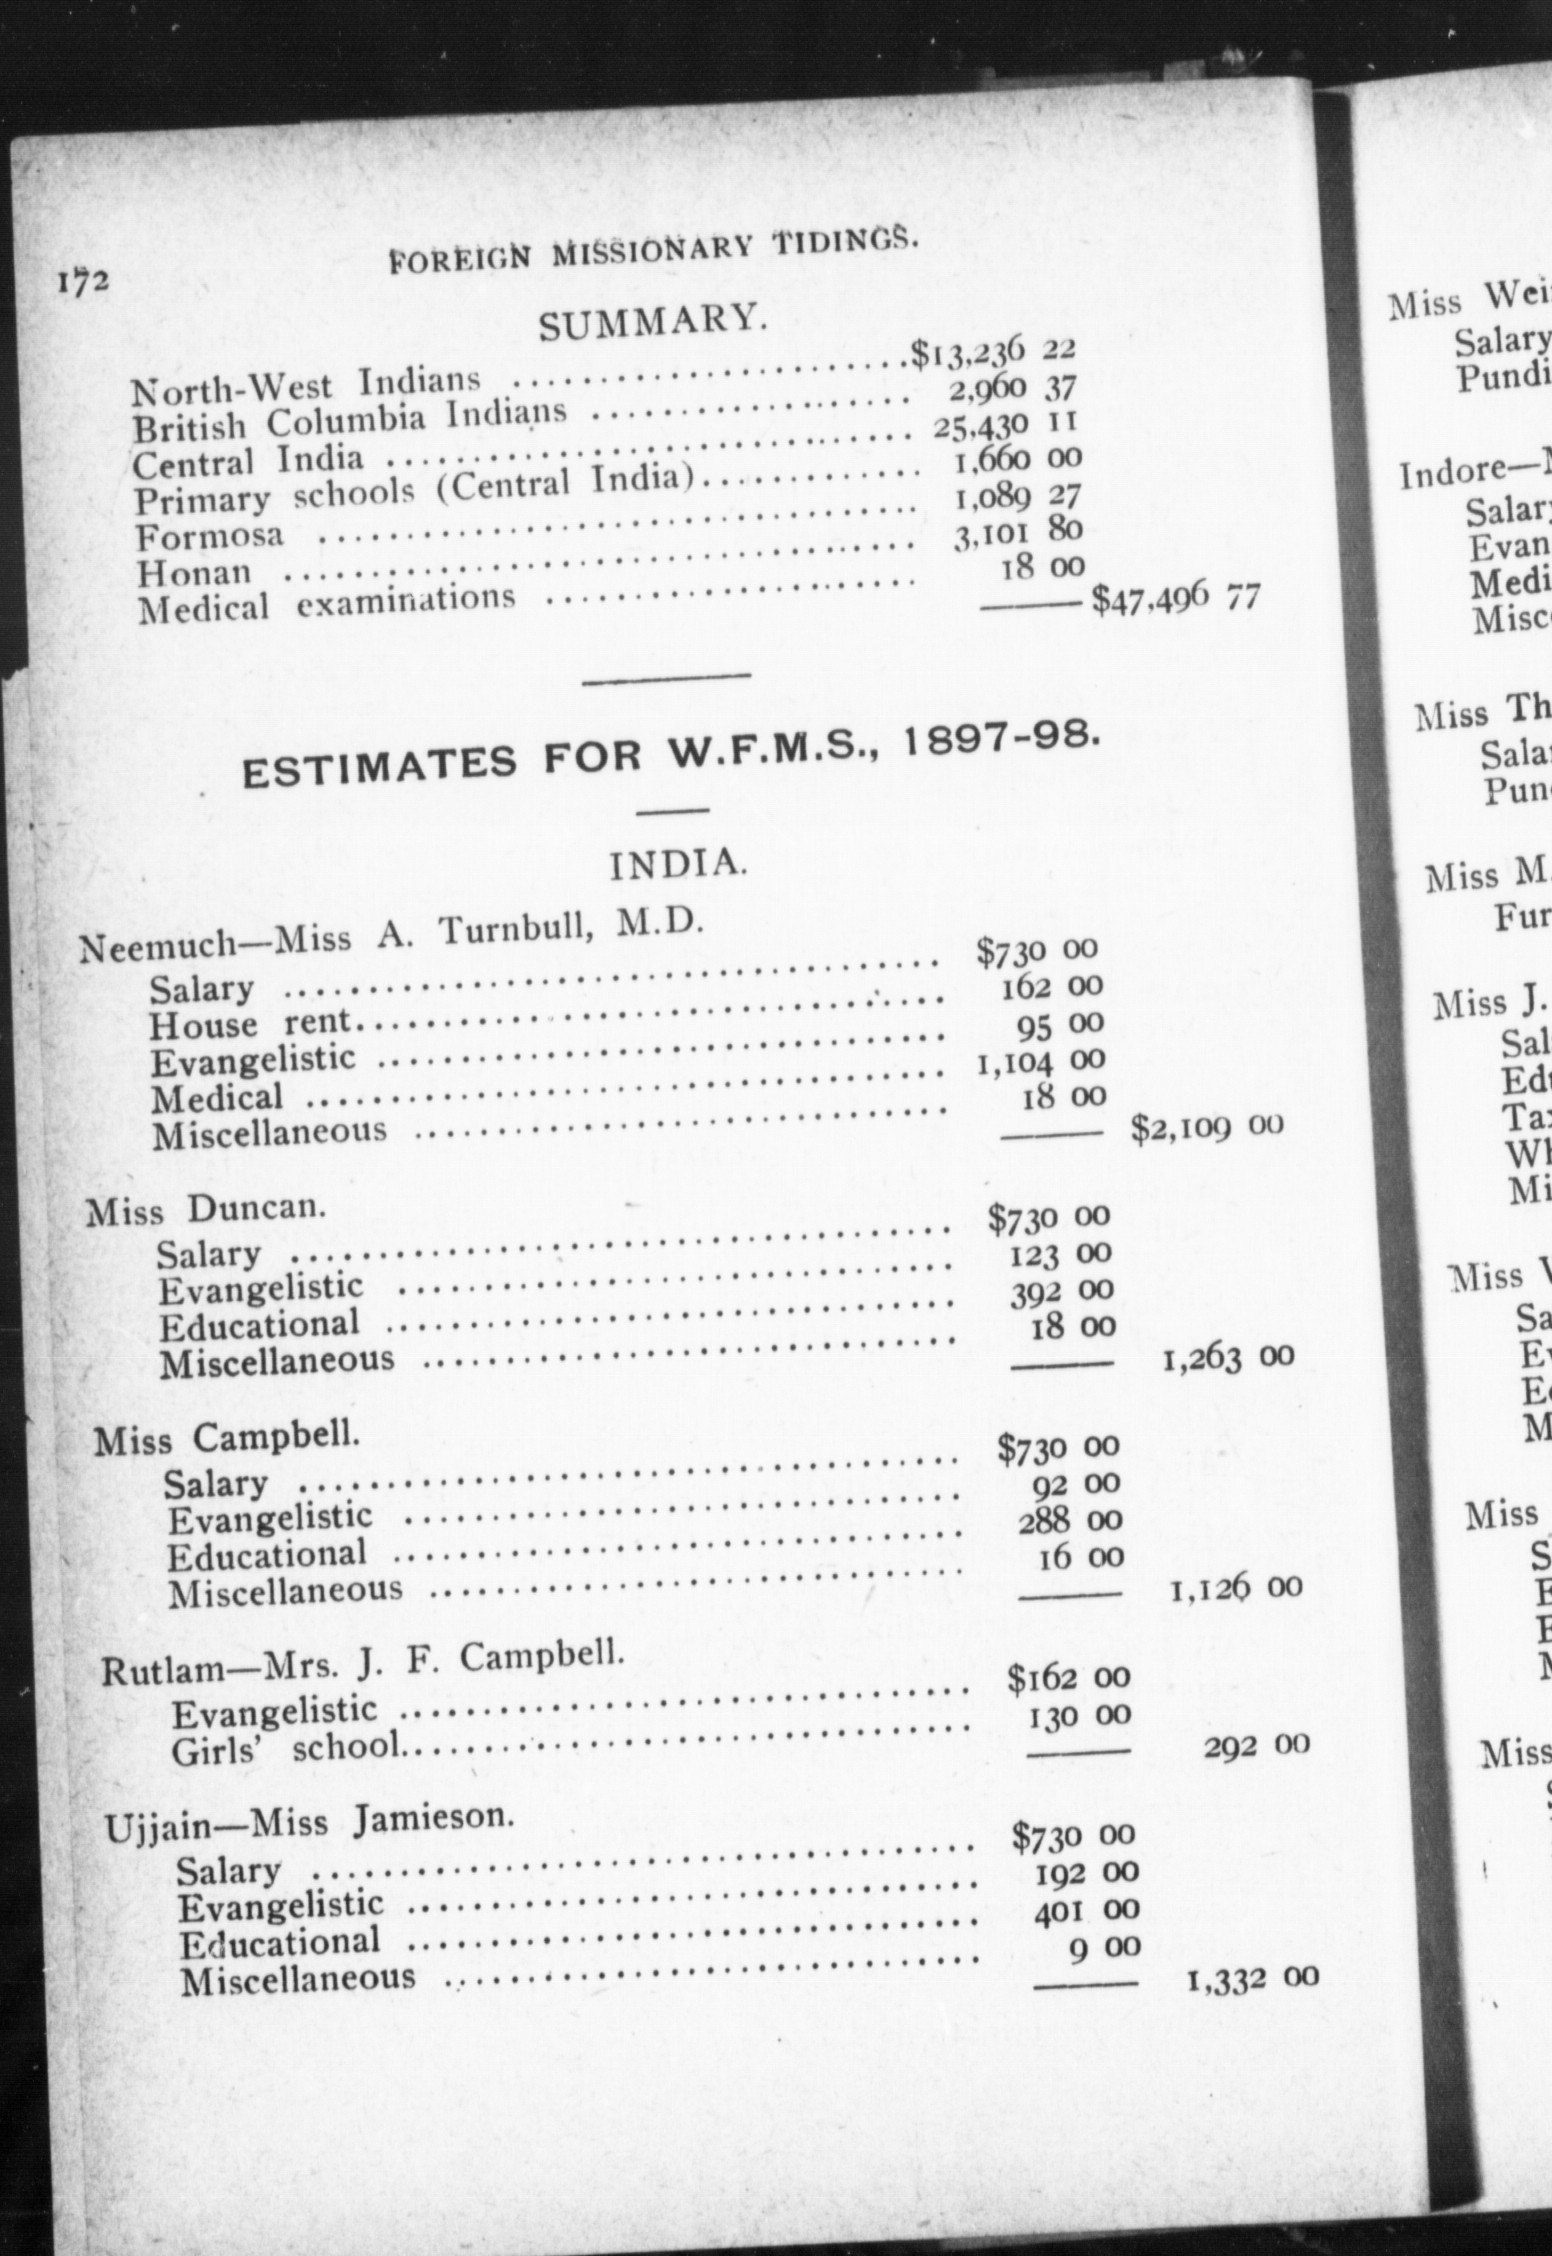 172 FOREIGN MISSIONARY TIDINGS.
SUMMARY.
North-West Indians ........................$13,236 22
British Columbia Indians .................... 2,960 37
Central India ................................ 25,430 11
Primary schools (Central India)............. 1,660 00
Formosa .................................. 1,089 27
Honan .................................... 3,101 80
Medical examinations ...................... 18 00
$47,496 77
ESTIMATES FOR W.F.M.S., 1897-98.
INDIA.
Neemuch—Miss A. Turnbull, M.D.
Salary ...................................... $730 00
House rent.................................. 162 00
Evangelistic ................................. 95 00
Medical ..................................... 1,104 00
Miscellaneous ............................... 18 00
$2,109 00
Miss Duncan.
Salary ...................................... $730 00
Evangelistic ................................. 123 00
Educational ................................. 392 00
Miscellaneous ............................... 18 00
1,263 00
Miss Campbell.
Salary ...................................... $730 00
Evangelistic ................................. 92 00
Educational ................................. 288 00
Miscellaneous ............................... 16 00
1,126 00
Rutlam—Mrs. J. F. Campbell.
Evangelistic ................................. $162 00
Girls' school................................. 130 00
292 00
Ujjain—Miss Jamieson.
Salary ...................................... $730 00
Evangelistic ................................. 192 00
Educational ................................. 401 00
Miscellaneous ............................... 9 00
1,332 00
Miss
Salary
Indore—
Miss
Miss
Miss M.
Miss J.
Miss
Miss
Miss